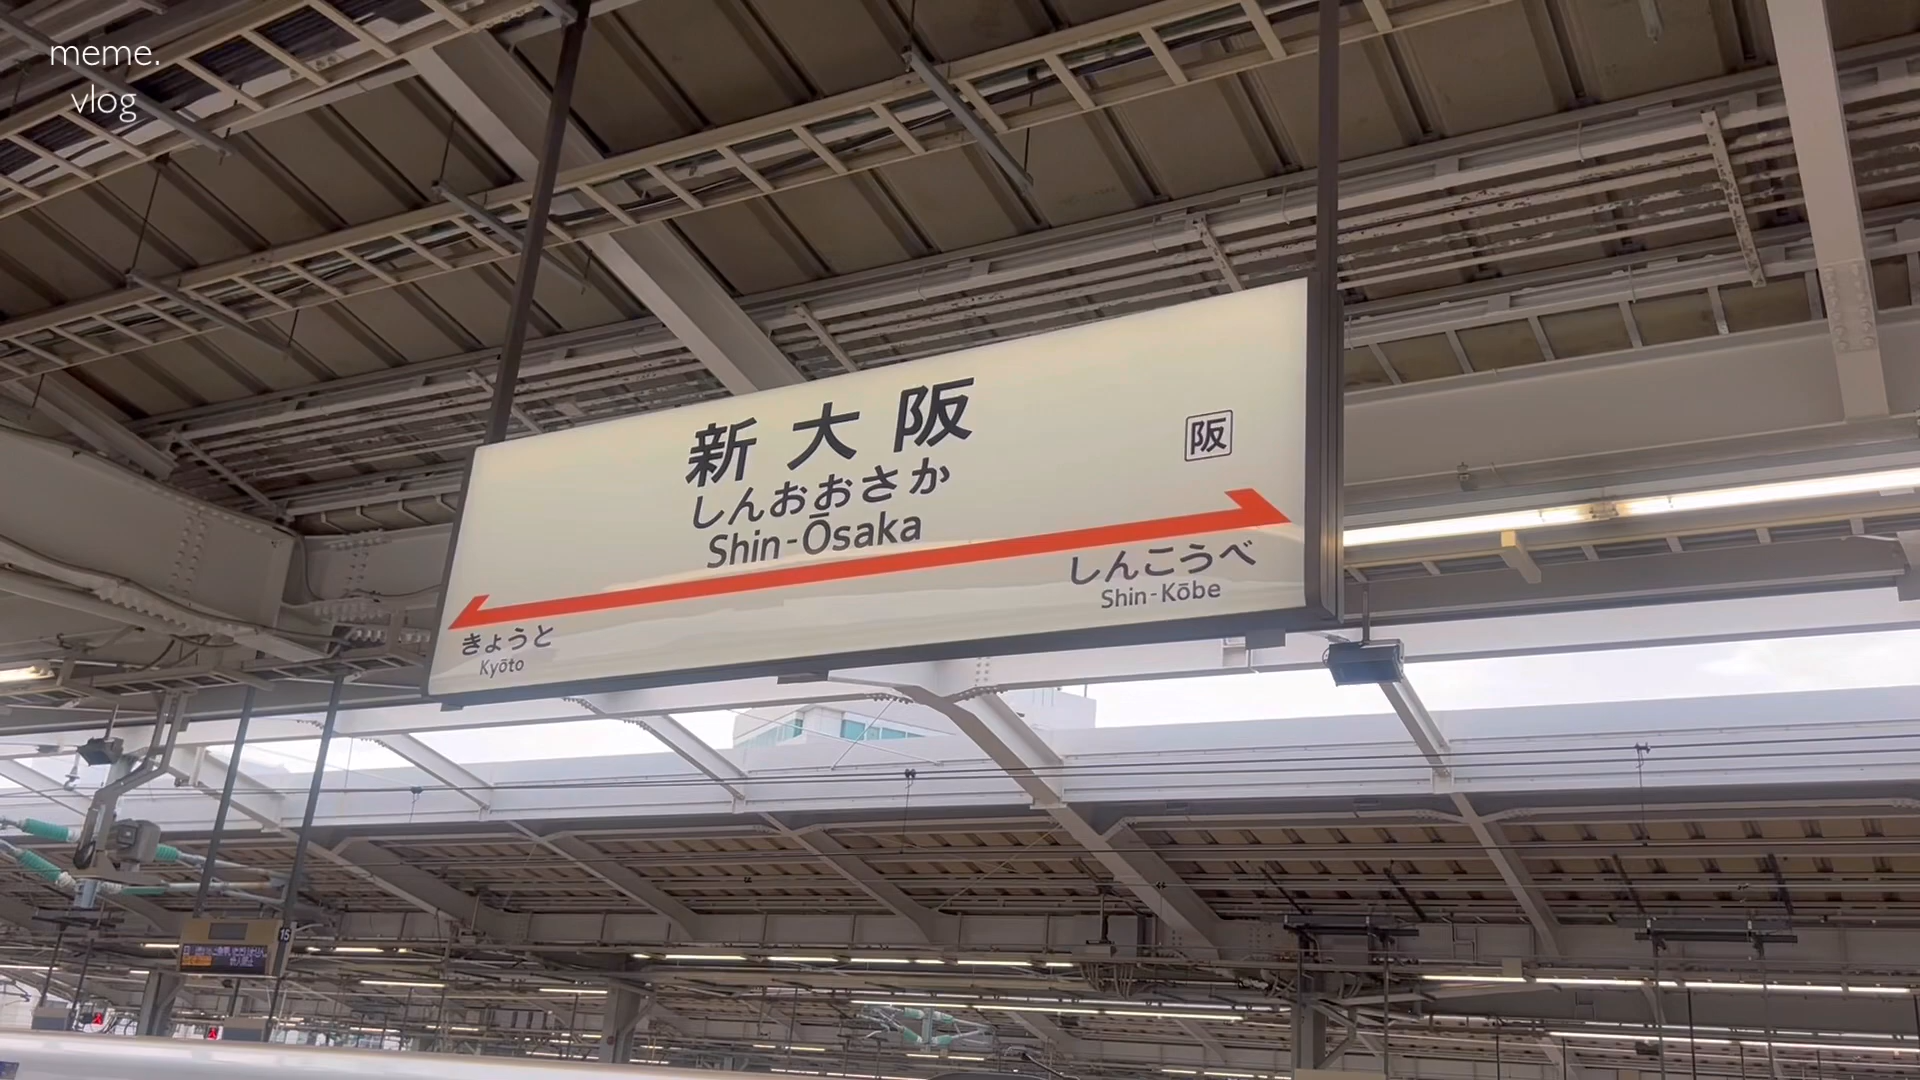 meme.
vlog
新大阪
しんおおさか
Shin-Ōsaka
阪
きょうと
Kyōto
しんこうべ
Shin-Kōbe
15